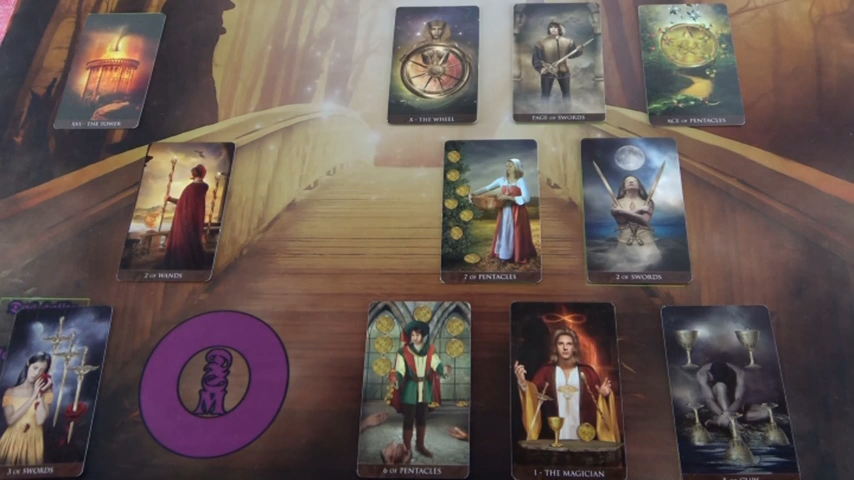 XVI - THE TOWER
X - THE WHEEL
PAGE OF SWORDS
ACE OF PENTACLES
2 OF WANDS
7 OF PENTACLES
2 OF SWORDS
3 OF SWORDS
6 OF PENTACLES
1 - THE MAGICIAN